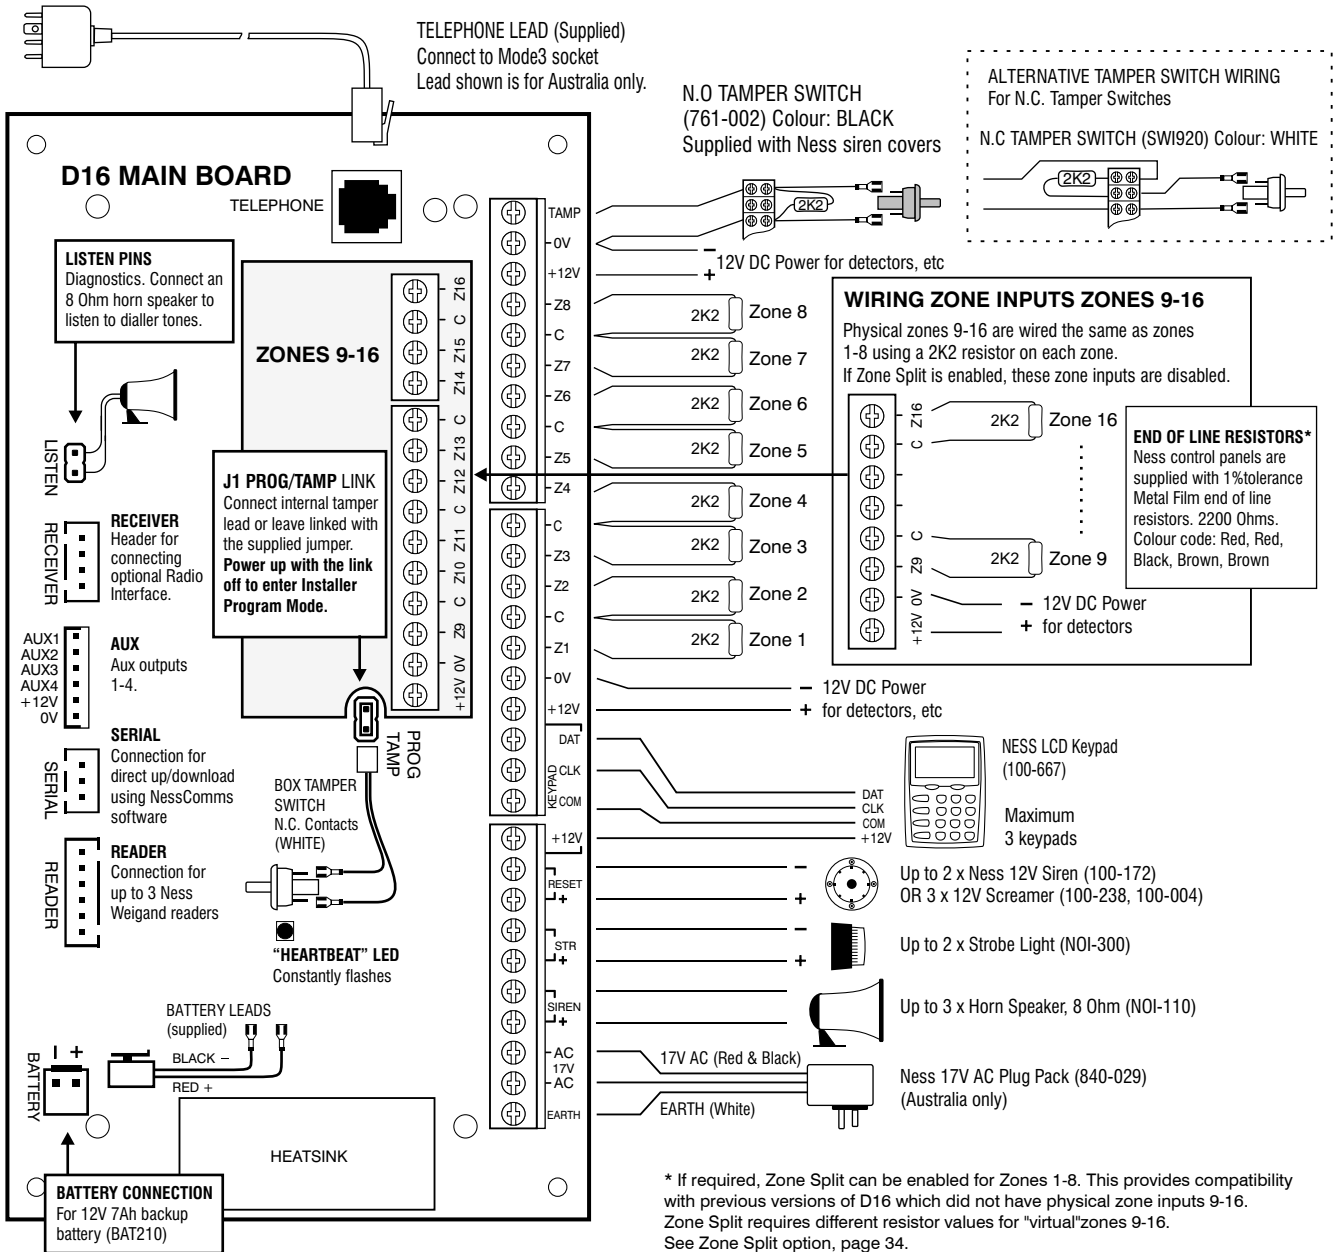 TELEPHONE LEAD (Supplied)
Connect to Mode3 socket
Lead shown is for Australia only.
N.O TAMPER SWITCH
(761-002) Colour: BLACK
Supplied with Ness siren covers
2K2
ALTERNATIVE TAMPER SWITCH WIRING
For N.C. Tamper Switches
N.C TAMPER SWITCH (SWI920) Colour: WHITE
2K2
D16 MAIN BOARD
TELEPHONE
LISTEN PINS
Diagnostics. Connect an
8 Ohm horn speaker to
listen to dialler tones.
LISTEN
ZONES 9-16
Z16
C
Z15
Z14
C
Z13
Z12
C
Z11
Z10
C
Z9
0V
+12V
J1 PROG/TAMP LINK
Connect internal tamper
lead or leave linked with
the supplied jumper.
Power up with the link
off to enter Installer
Program Mode.
PROG
TAMP
RECEIVER
RECEIVER
Header for
connecting
optional Radio
Interface.
AUX1
AUX2
AUX3
AUX4
+12V
0V
AUX
Aux outputs
1-4.
SERIAL
SERIAL
Connection for
direct up/download
using NessComms
software
READER
READER
Connection for
up to 3 Ness
Weigand readers
BOX TAMPER
SWITCH
N.C. Contacts
(WHITE)
“HEARTBEAT” LED
Constantly flashes
BATTERY LEADS
(supplied)
BLACK –
RED +
– +
BATTERY
HEATSINK
BATTERY CONNECTION
For 12V 7Ah backup
battery (BAT210)
TAMP
0V
+12V
Z8
C
Z7
Z6
C
Z5
Z4
C
Z3
Z2
C
Z1
0V
+12V
KEYPAD
DAT
CLK
COM
+12V
– RESET +
– STR +
– SIREN +
AC
17V
AC
EARTH
–
+
12V DC Power for detectors, etc
2K2 Zone 8
2K2 Zone 7
2K2 Zone 6
2K2 Zone 5
2K2 Zone 4
2K2 Zone 3
2K2 Zone 2
2K2 Zone 1
– 12V DC Power
+ for detectors, etc
WIRING ZONE INPUTS ZONES 9-16
Physical zones 9-16 are wired the same as zones
1-8 using a 2K2 resistor on each zone.
If Zone Split is enabled, these zone inputs are disabled.
Z16
C
C
Z9
0V
+12V
2K2 Zone 16
2K2 Zone 9
– 12V DC Power
+ for detectors
END OF LINE RESISTORS*
Ness control panels are
supplied with 1%tolerance
Metal Film end of line
resistors. 2200 Ohms.
Colour code: Red, Red,
Black, Brown, Brown
DAT
CLK
COM
+12V
NESS LCD Keypad
(100-667)
Maximum
3 keypads
–
+
Up to 2 x Ness 12V Siren (100-172)
OR 3 x 12V Screamer (100-238, 100-004)
–
+
Up to 2 x Strobe Light (NOI-300)
Up to 3 x Horn Speaker, 8 Ohm (NOI-110)
17V AC (Red & Black)
EARTH (White)
Ness 17V AC Plug Pack (840-029)
(Australia only)
* If required, Zone Split can be enabled for Zones 1-8. This provides compatibility
with previous versions of D16 which did not have physical zone inputs 9-16.
Zone Split requires different resistor values for "virtual"zones 9-16.
See Zone Split option, page 34.